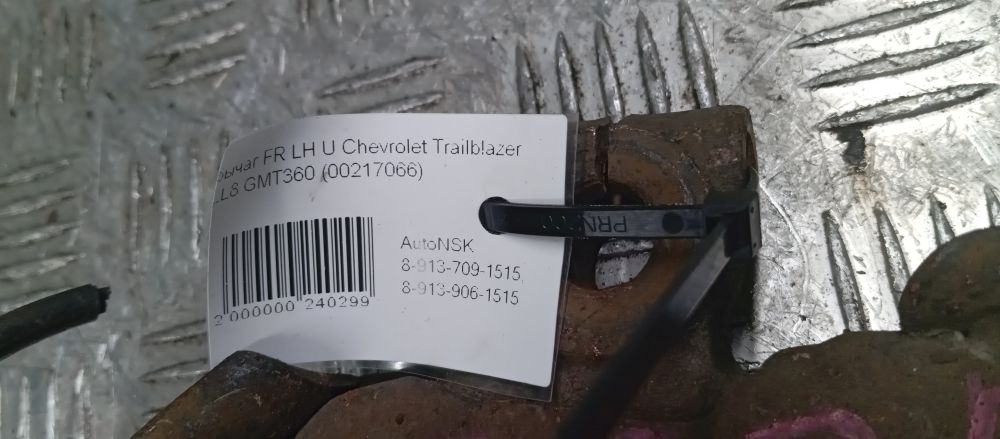 рычаг FR LH U Chevrolet Trailblazer
LL8 GMT360 (00217066)
AutoNSK
8-913-709-1515,
8-913-906-1515
2 000000 240299
PRN